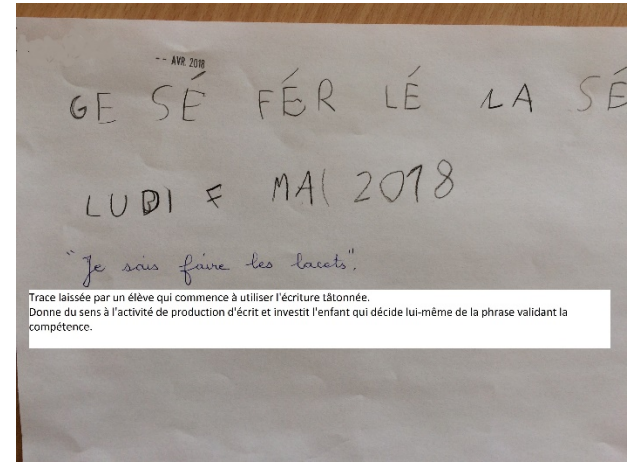 -- AVR. 2018
GE SÉ FÉR LÉ LA SÉ
LUDI MAI 2018
"Je sais faire les lacets".
Trace laissée par un élève qui commence à utiliser l'écriture tâtonnée.
Donne du sens à l'activité de production d'écrit et investit l'enfant qui décide lui-même de la phrase validant la compétence.